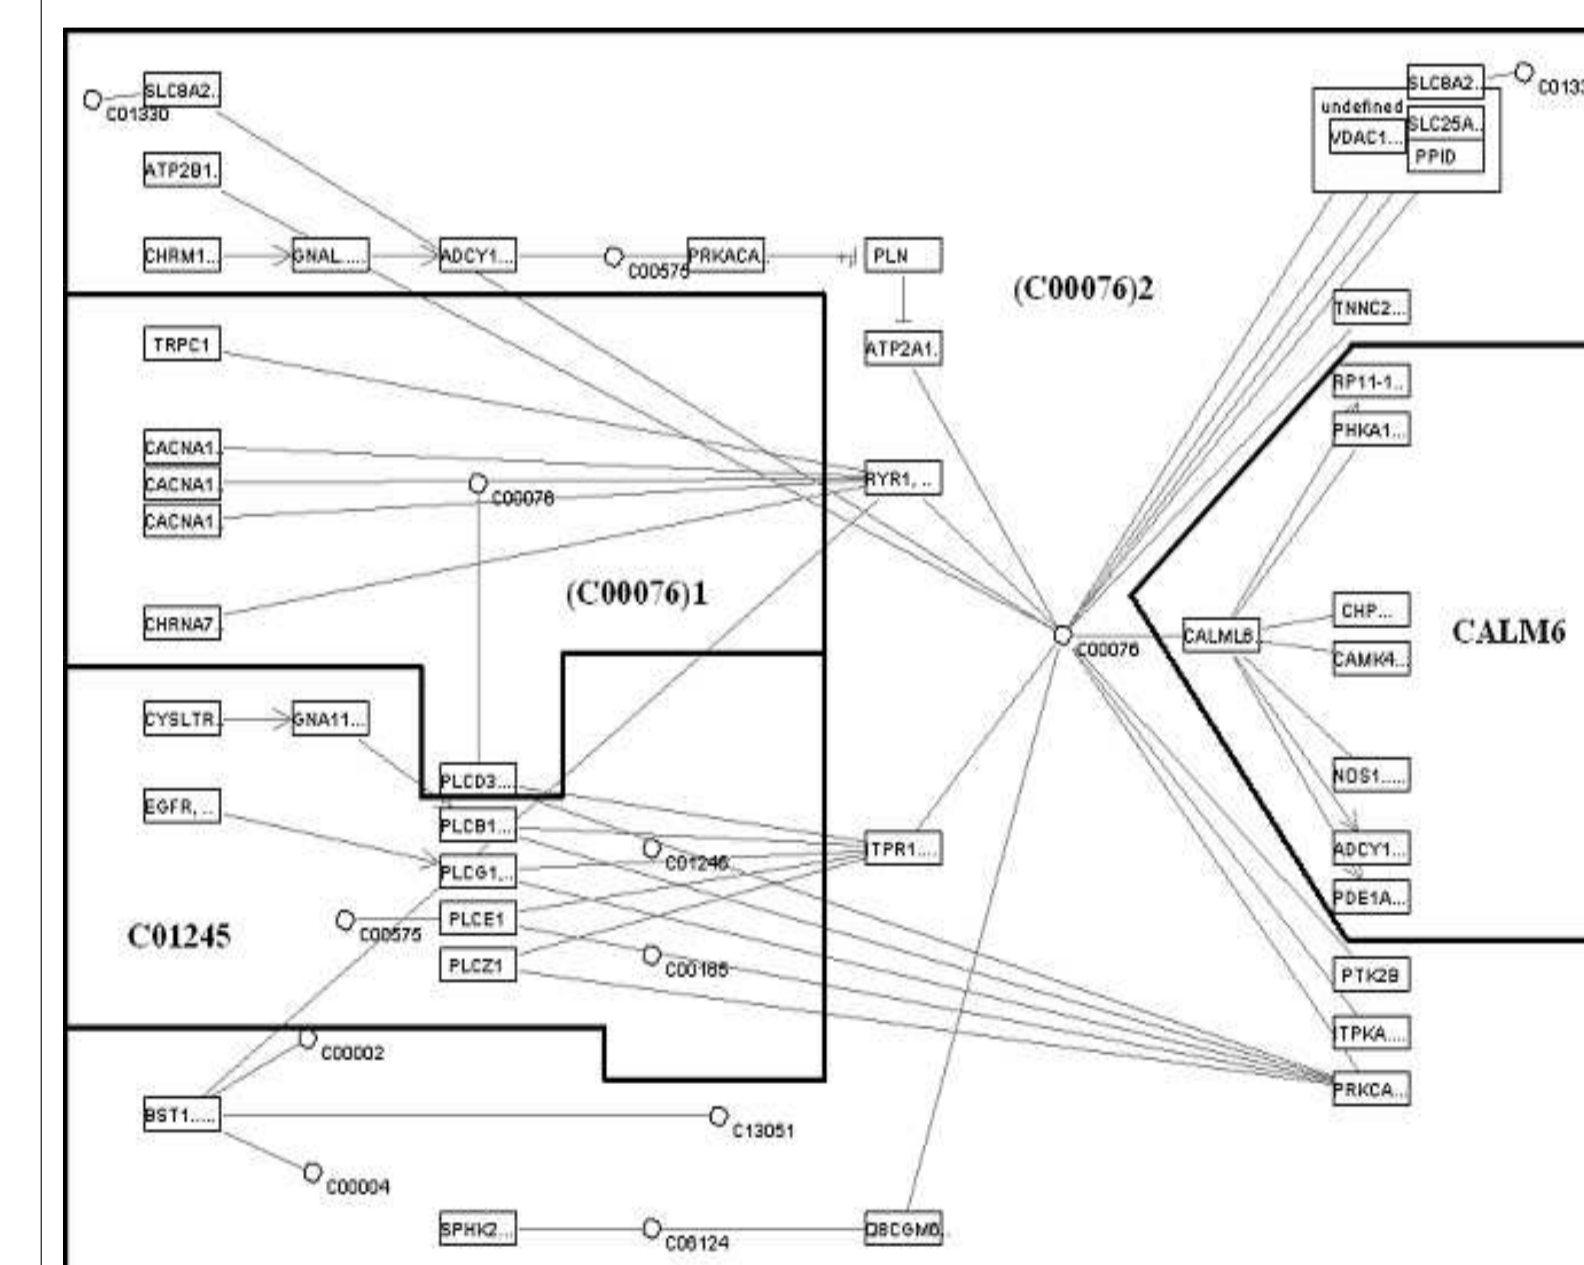 SLC8A2..
C01330
SLC8A2..
C0133
undefined
VDAC1...
SLC25A..
PPID
ATP2B1.
CHRM1...
GNAL....
ADCY1...
C00575
PRKACA.
PLN
(C00076)2
TNNC2...
TRPC1
ATP2A1.
RP11-1..
PHKA1...
CACNA1.
CACNA1.
CACNA1.
C00076
RYR1, ..
(C00076)1
CHRNA7.
C00076
CALML6..
CHP...
CAMK4...
CALM6
CYSLTR.
GNA11...
PLCD3....
NOS1.....
EGFR, ..
PLCB1...
C01246
ITPR1....
ADCY1...
PLCG1,..
PDE1A...
C01245
C00575
PLCE1
PLCZ1
C00165
PTK2B
C00002
ITPKA....
PRKCA...
BST1.....
C13051
C00004
SPHK2...
C06124
Q8CGM6..